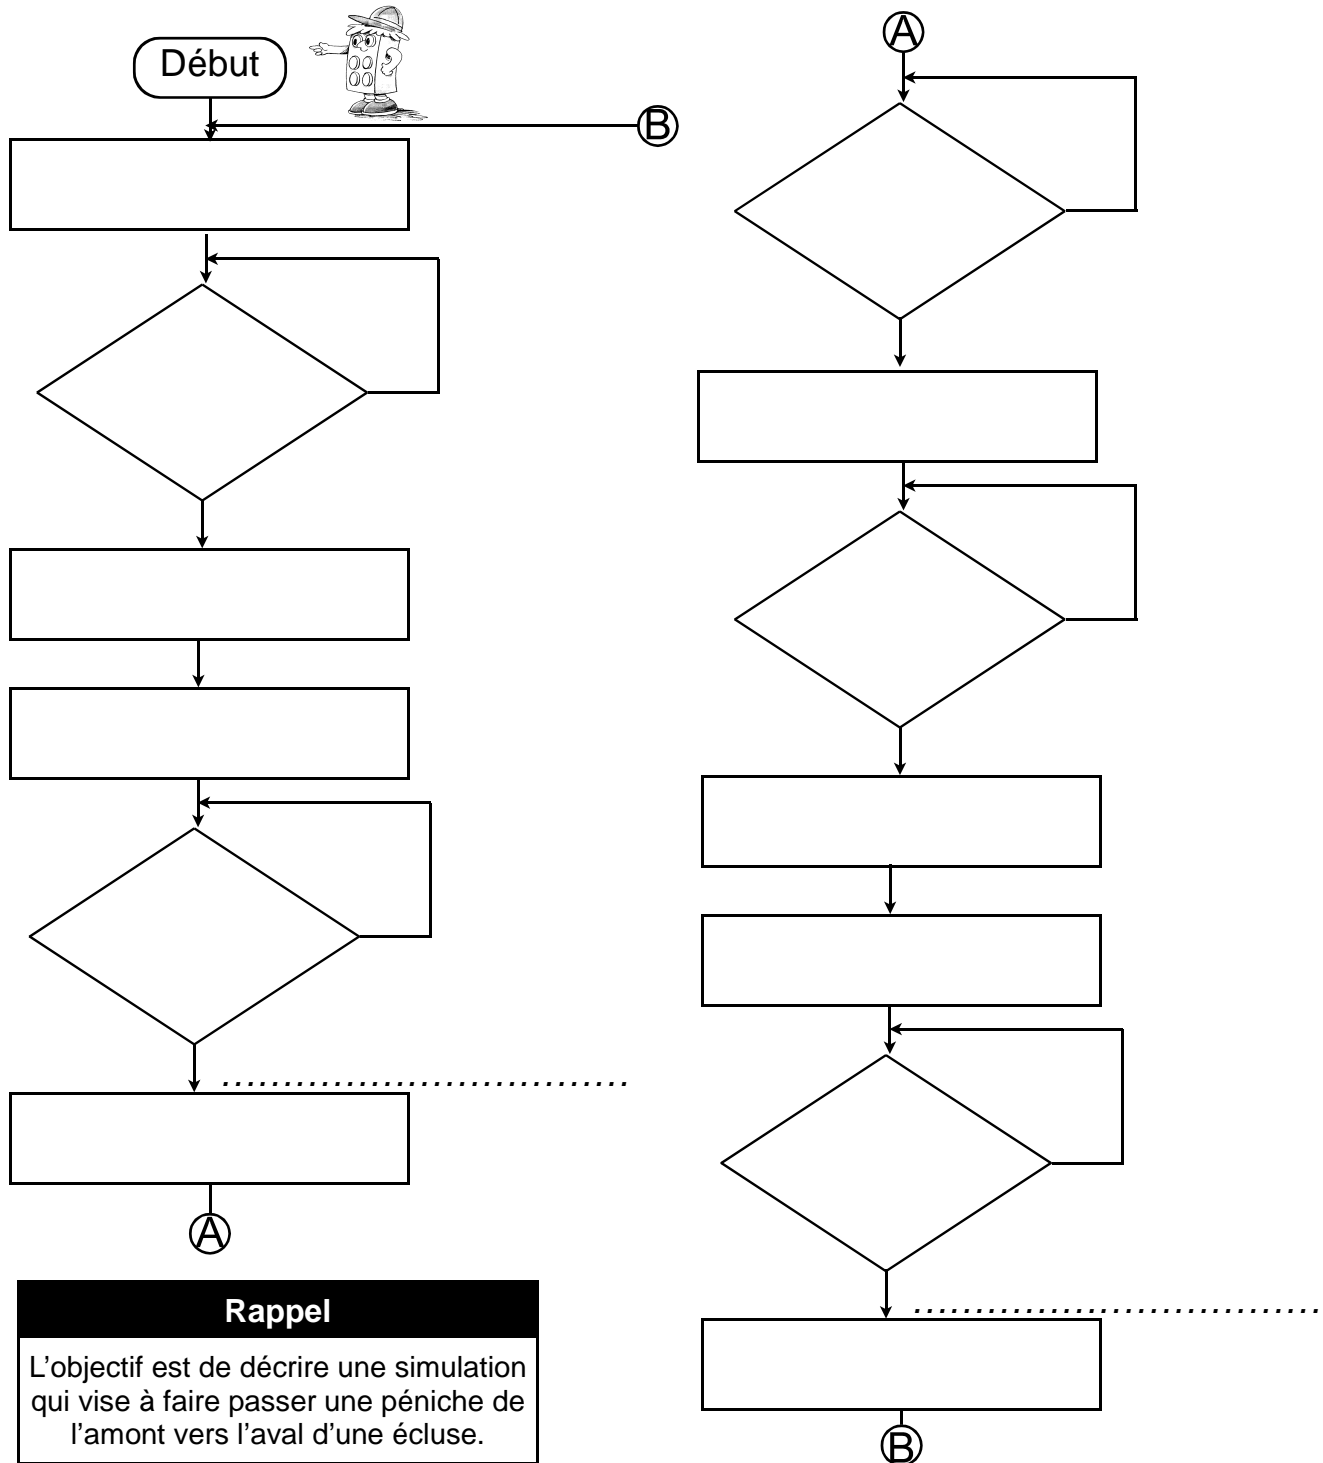 Début
B
A
..............................
A
..............................
B
Rappel
L'objectif est de décrire une simulation
qui vise à faire passer une péniche de
l'amont vers l'aval d'une écluse.